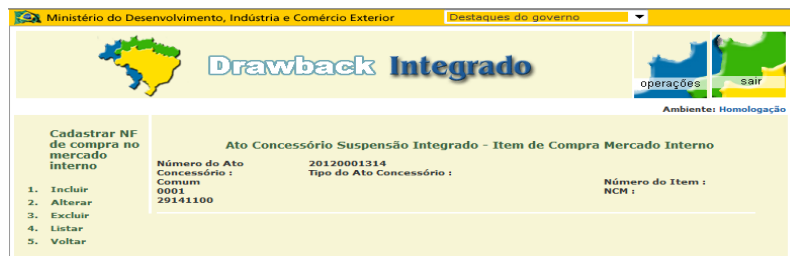 Ministério do Desenvolvimento, Indústria e Comércio Exterior
Destaques do governo
Drawback Integrado
operações
sair
Ambiente: Homologação
Cadastrar NF
de compra no
mercado
interno
1. Incluir
2. Alterar
3. Excluir
4. Listar
5. Voltar
Ato Concessório Suspensão Integrado - Item de Compra Mercado Interno
Número do Ato 20120001314
Concessório : Tipo do Ato Concessório :
Comum Número do Item :
0001 NCM :
29141100